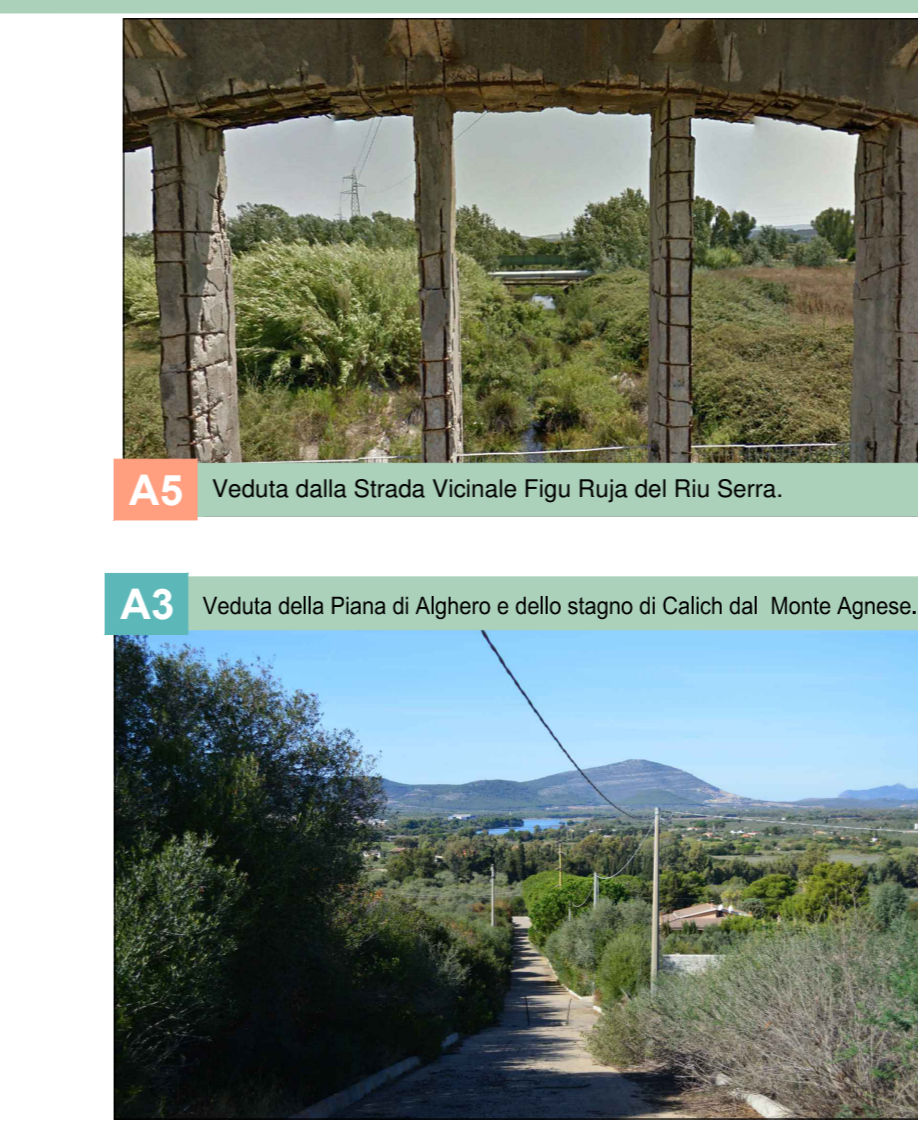 A5 Veduta dalla Strada Vicinale Figu Ruja del Riu Serra.
A3 Veduta della Piana di Alghero e dello stagno di Calich dal Monte Agnese.